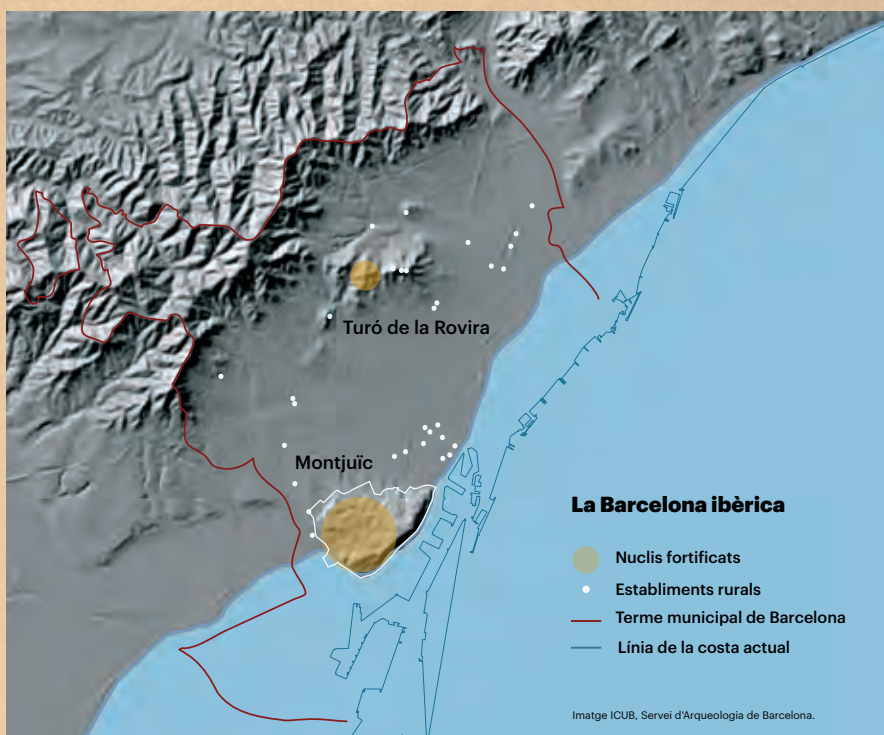 Turó de la Rovira
Montjuïc
La Barcelona ibèrica
Nuclis fortificats
Establiments rurals
Terme municipal de Barcelona
Línia de la costa actual
Imatge ICUB, Servei d'Arqueologia de Barcelona.